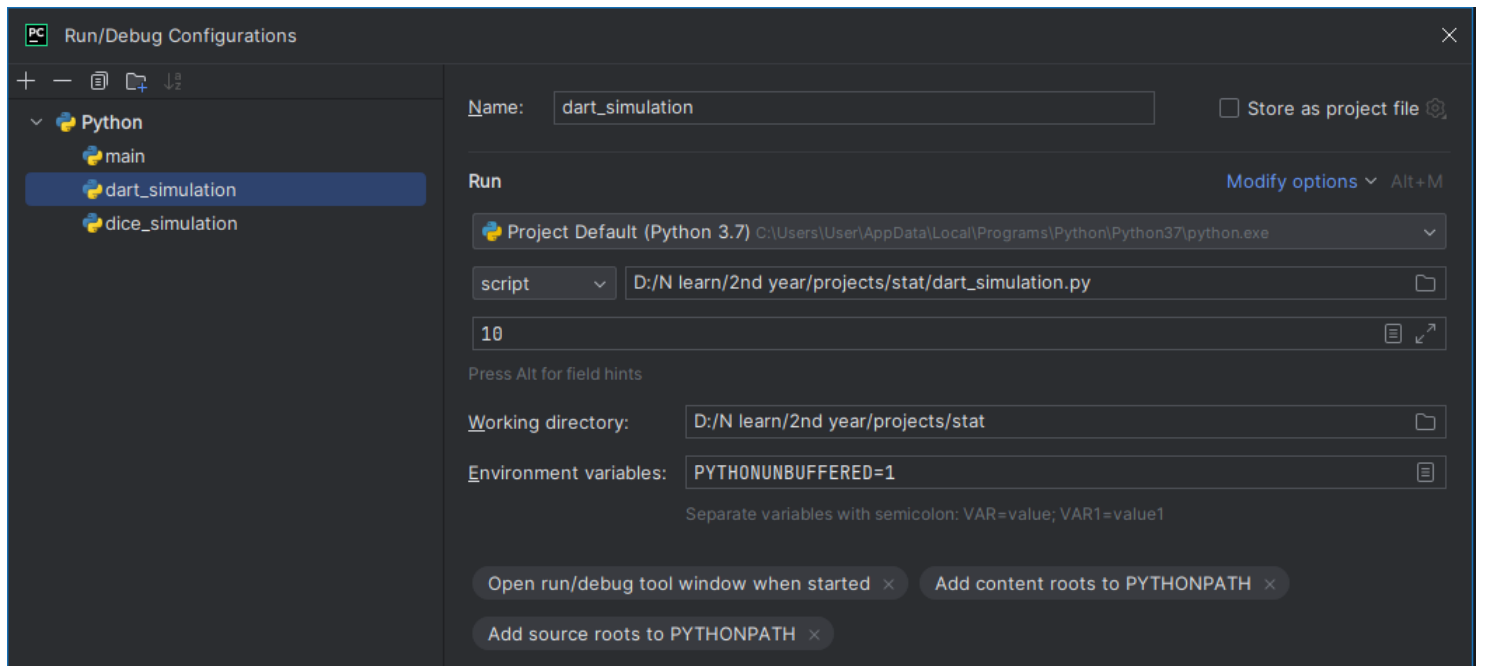 PC Run/Debug Configurations
Python
main
dart_simulation
dice_simulation
Name: dart_simulation Store as project file
Run Modify options Alt+M
Project Default (Python 3.7) C:\Users\User\AppData\Local\Programs\Python\Python37\python.exe
script D:/N learn/2nd year/projects/stat/dart_simulation.py
10
Press Alt for field hints
Working directory: D:/N learn/2nd year/projects/stat
Environment variables: PYTHONUNBUFFERED=1
Separate variables with semicolon: VAR=value; VAR1=value1
Open run/debug tool window when started × Add content roots to PYTHONPATH ×
Add source roots to PYTHONPATH ×